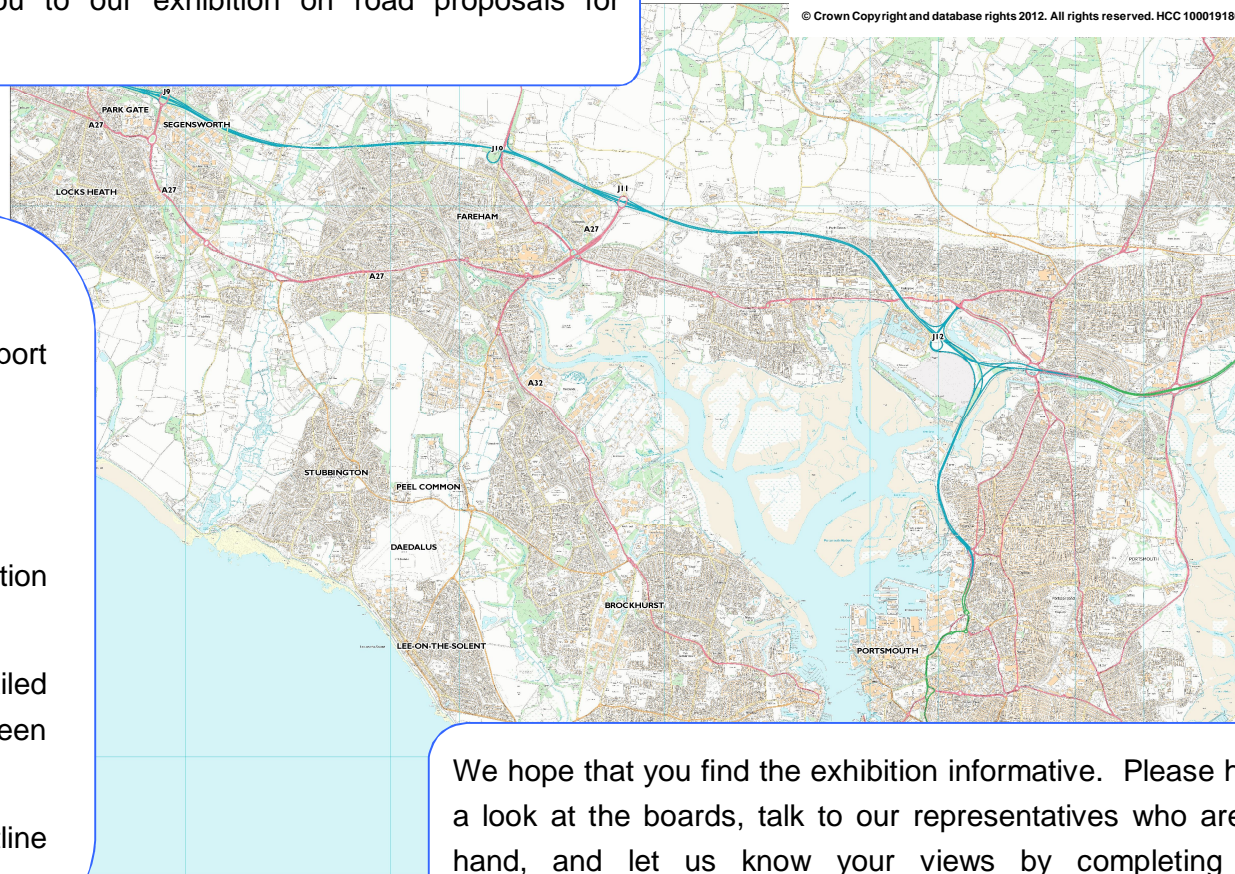 ou to our exhibition on road proposals for
© Crown Copyright and database rights 2012. All rights reserved. HCC 10001918
J9
PARK GATE
A27
SEGENSWORTH
J10
J11
LOCKS HEATH
A27
FAREHAM
A27
A27
J12
port
A32
STUBBINGTON
PEEL COMMON
DAEDALUS
tion
BROCKHURST
LEE-ON-THE-SOLENT
PORTSMOUTH
PORTSMOUTH
iled
een
line
We hope that you find the exhibition informative. Please h
a look at the boards, talk to our representatives who are
hand, and let us know your views by completing